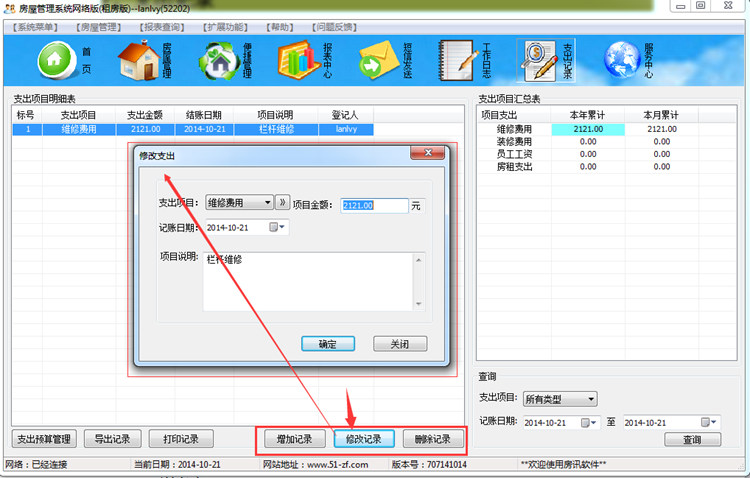 房屋管理系统网络版(租房版)--lanlvy(52202)
【系统菜单】 【房屋管理】 【报表查询】 【扩展功能】 【帮助】 【问题反馈】
首页 房屋管理 便捷管理 报表中心 短信发送 工作日志 支出记录 服务中心
支出项目明细表
标号 支出项目 支出金额 结账日期 项目说明 登记人
1 维修费用 2121.00 2014-10-21 栏杆维修 lanlvy
修改支出
支出项目: 维修费用 » 项目金额: 2121.00 元
记账日期: 2014-10-21
项目说明: 栏杆维修
确定 关闭
支出项目汇总表
项目支出 本年累计 本月累计
维修费用 2121.00 2121.00
装修费用 0.00 0.00
员工工资 0.00 0.00
房租支出 0.00 0.00
查询
支出项目: 所有类型
记账日期: 2014-10-21 至 2014-10-21
查询
支出预算管理 导出记录 打印记录 增加记录 修改记录 删除记录
网络：已经连接 当前日期：2014-10-21 网站地址：www.51-zf.com 版本号：707141014 **欢迎使用房讯软件**